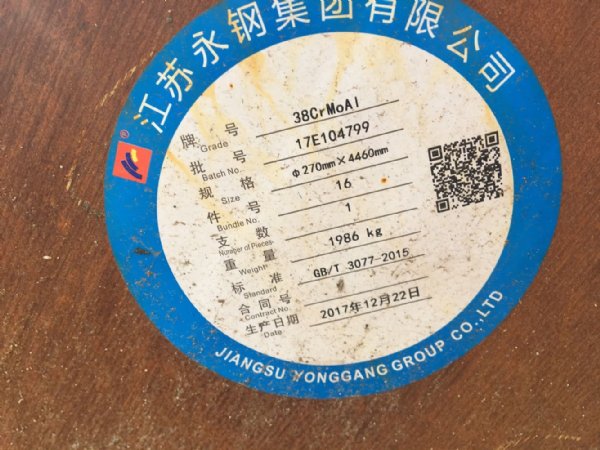 江苏永钢集团有限公司
牌号 38CrMoAl
Grade
批号 17E104799
Batch No.
规格 Φ270mm×4460mm
Size
件号 16
Bundle No.
支数 1
Number of Pieces
重量 1986 kg
Weighn
标准 GB/T 3077-2015
Standard
合同号
Contract No.
生产日期 2017年12月22日
Date
JIANGSU YONGGANG GROUP CO.,LTD